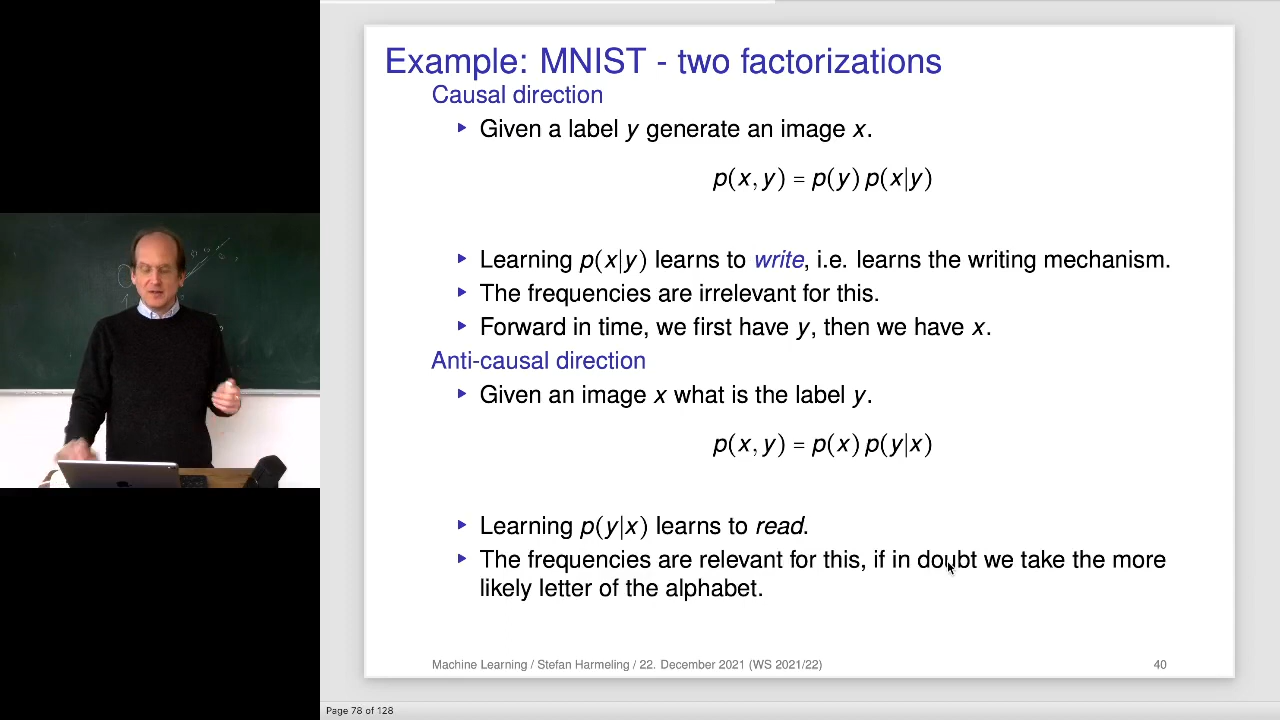 Example: MNIST - two factorizations
Causal direction
▸ Given a label y generate an image x.
p(x, y) = p(y) p(x|y)
▸ Learning p(x|y) learns to write, i.e. learns the writing mechanism.
▸ The frequencies are irrelevant for this.
▸ Forward in time, we first have y, then we have x.
Anti-causal direction
▸ Given an image x what is the label y.
p(x, y) = p(x) p(y|x)
▸ Learning p(y|x) learns to read.
▸ The frequencies are relevant for this, if in doubt we take the more
likely letter of the alphabet.
Machine Learning / Stefan Harmeling / 22. December 2021 (WS 2021/22)
40
Page 78 of 128